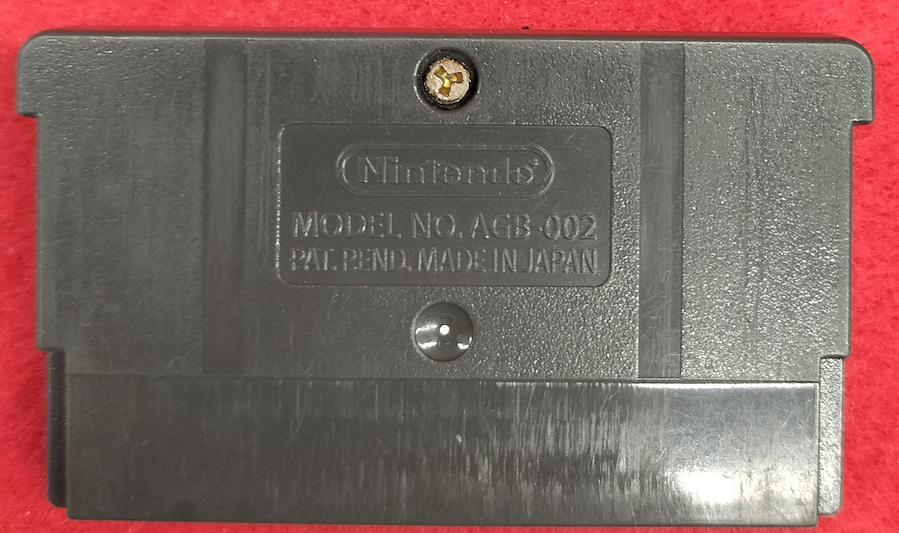 Nintendo®
MODEL NO. AGB-002
PAT. PEND. MADE IN JAPAN